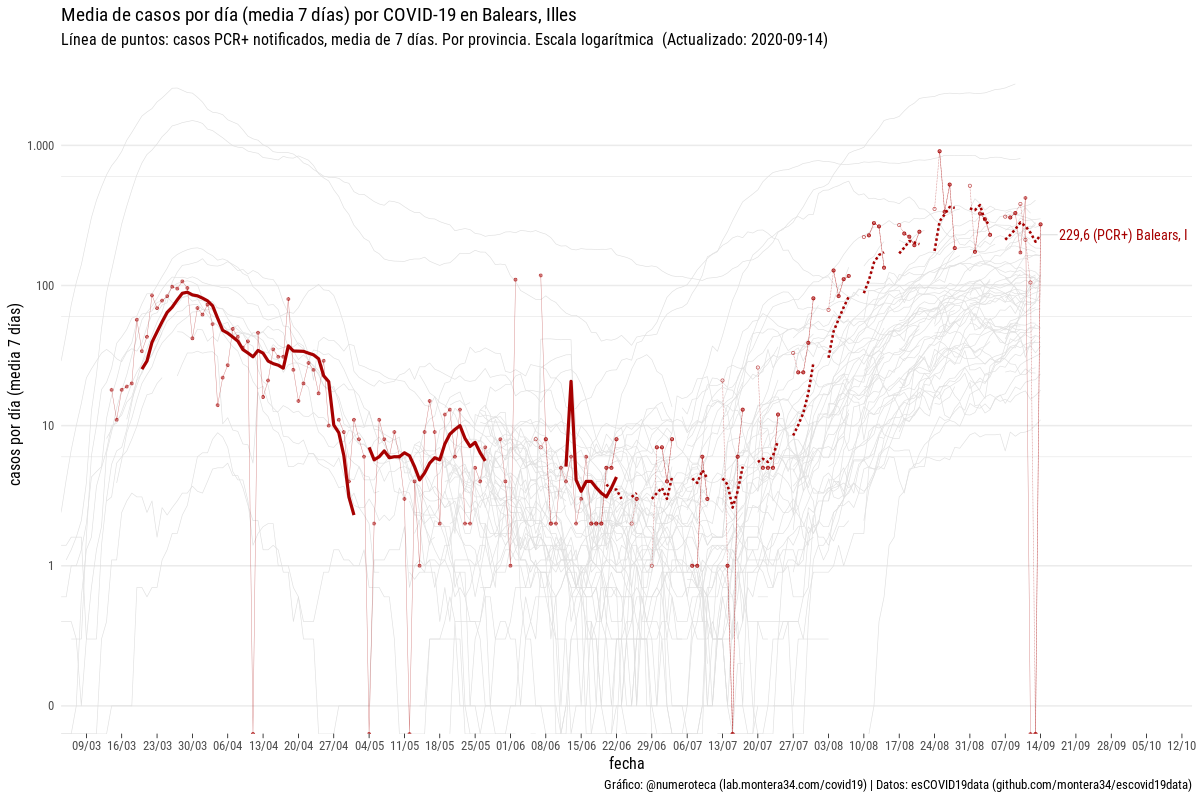 Media de casos por día (media 7 días) por COVID-19 en Balears, Illes
Línea de puntos: casos PCR+ notificados, media de 7 días. Por provincia. Escala logarítmica (Actualizado: 2020-09-14)
casos por día (media 7 días)
1.000
100
10
1
0
229,6 (PCR+) Balears, I
09/03 16/03 23/03 30/03 06/04 13/04 20/04 27/04 04/05 11/05 18/05 25/05 01/06 08/06 15/06 22/06 29/06 06/07 13/07 20/07 27/07 03/08 10/08 17/08 24/08 31/08 07/09 14/09 21/09 28/09 05/10 12/10
fecha
Gráfico: @numeroteca (lab.montera34.com/covid19) | Datos: esCOVID19data (github.com/montera34/escovid19data)